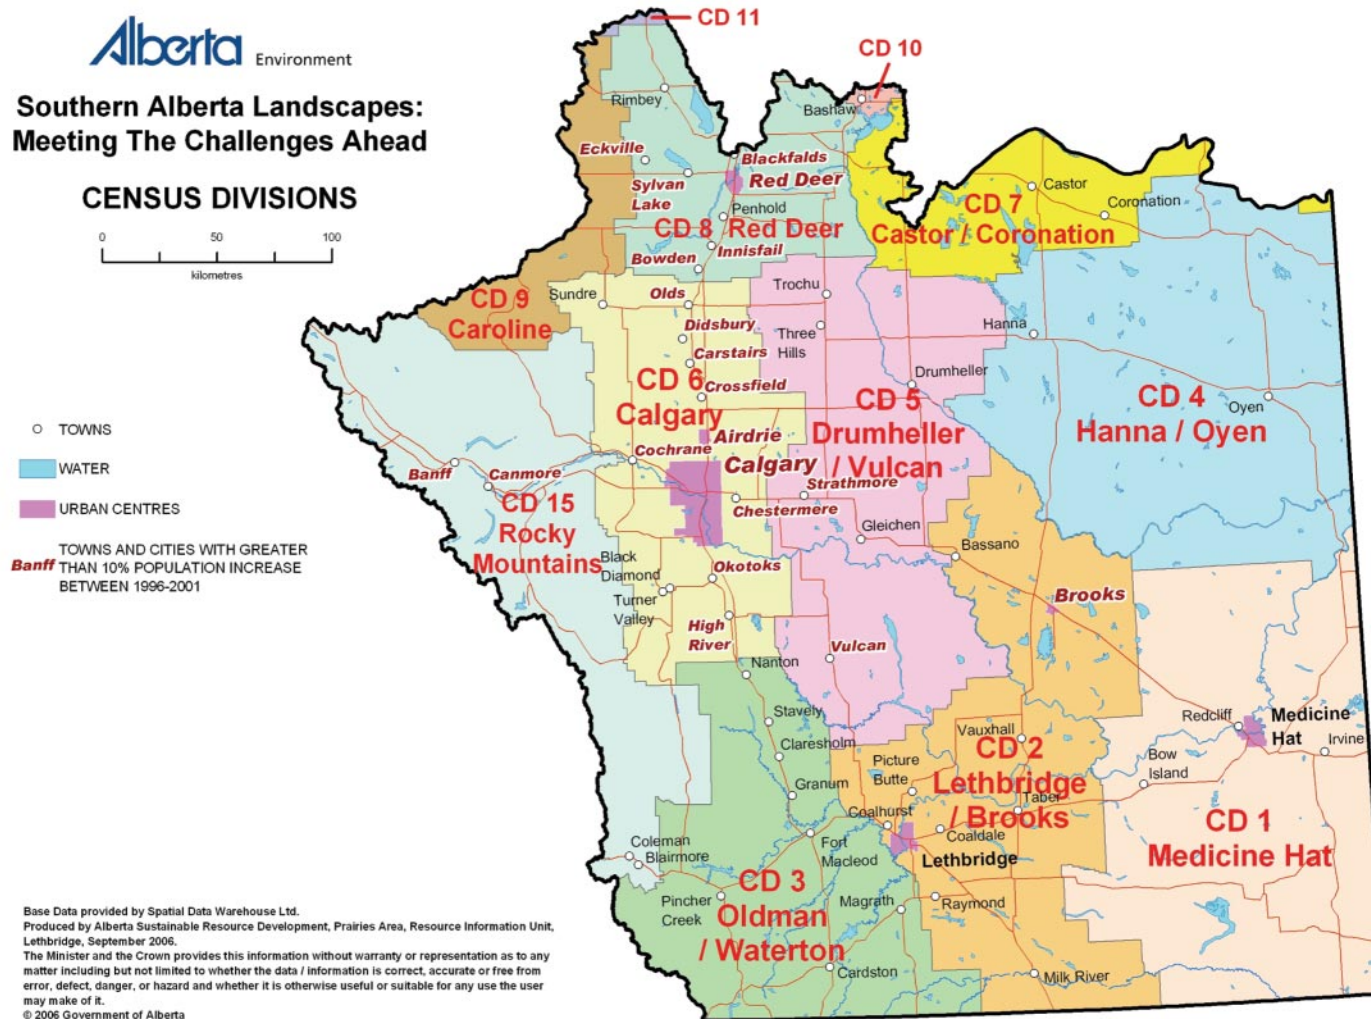 Alberta Environment
Southern Alberta Landscapes:
Meeting The Challenges Ahead
CENSUS DIVISIONS
0 50 100
kilometres
TOWNS
WATER
URBAN CENTRES
Banff
TOWNS AND CITIES WITH GREATER
THAN 10% POPULATION INCREASE
BETWEEN 1996-2001
CD 11
CD 10
Rimbey
Bashaw
Eckville
Blackfalds
Red Deer
Sylvan
Lake
Penhold
CD 8 Red Deer
Innisfail
Bowden
Castor
CD 7
Coronation
Castor / Coronation
CD 9
Caroline
Sundre
Olds
Trochu
Didsbury
Three
Hills
Hanna
Carstairs
CD 6
Calgary
Crossfield
Drumheller
CD 5
Drumheller
/ Vulcan
CD 4
Hanna / Oyen
Oyen
Airdrie
Cochrane
Calgary
Banff
Canmore
Strathmore
Chestermere
CD 15
Rocky
Mountains
Gleichen
Bassano
Black
Diamond
Okotoks
Turner
Valley
Brooks
High
River
Vulcan
Nanton
Stavely
Claresholm
Vauxhall
Redcliff
Medicine
Hat
Irvine
CD 2
Lethbridge
/ Brooks
Picture
Butte
Bow
Island
Granum
Taber
Coalhurst
Coaldale
CD 1
Medicine Hat
Coleman
Blairmore
Fort
Macleod
Lethbridge
CD 3
Oldman
/ Waterton
Pincher
Creek
Magrath
Raymond
Cardston
Milk River
Base Data provided by Spatial Data Warehouse Ltd.
Produced by Alberta Sustainable Resource Development, Prairies Area, Resource Information Unit,
Lethbridge, September 2006.
The Minister and the Crown provides this information without warranty or representation as to any
matter including but not limited to whether the data / information is correct, accurate or free from
error, defect, danger, or hazard and whether it is otherwise useful or suitable for any use the user
may make of it.
© 2006 Government of Alberta